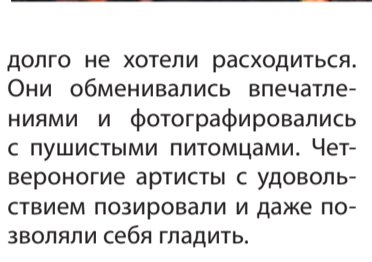 долго не хотели расходиться.
Они обменивались впечатле-
ниями и фотографировались
с пушистыми питомцами. Чет-
вероногие артисты с удоволь-
ствием позировали и даже по-
зволяли себя гладить.